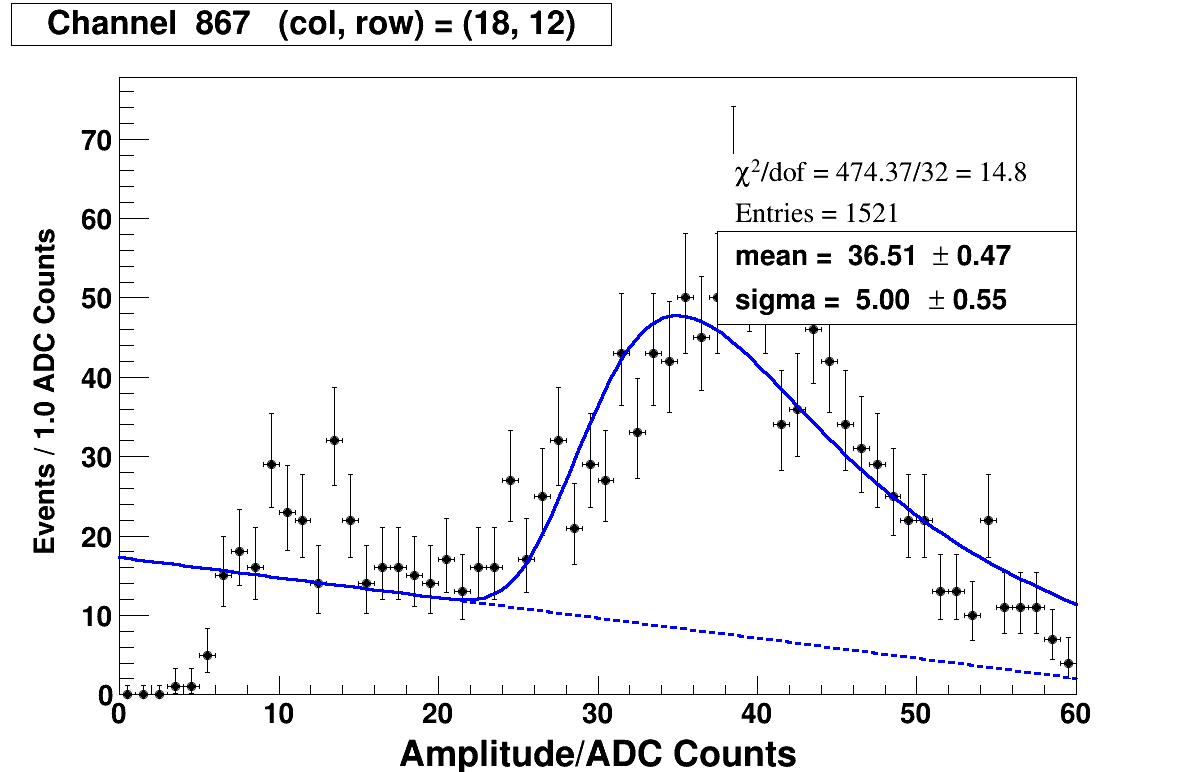 Channel 867 (col, row) = (18, 12)
χ²/dof = 474.37/32 = 14.8
Entries = 1521
mean = 36.51 ± 0.47
sigma = 5.00 ± 0.55
Events / 1.0 ADC Counts
70
60
50
40
30
20
10
0
0 10 20 30 40 50 60
Amplitude/ADC Counts